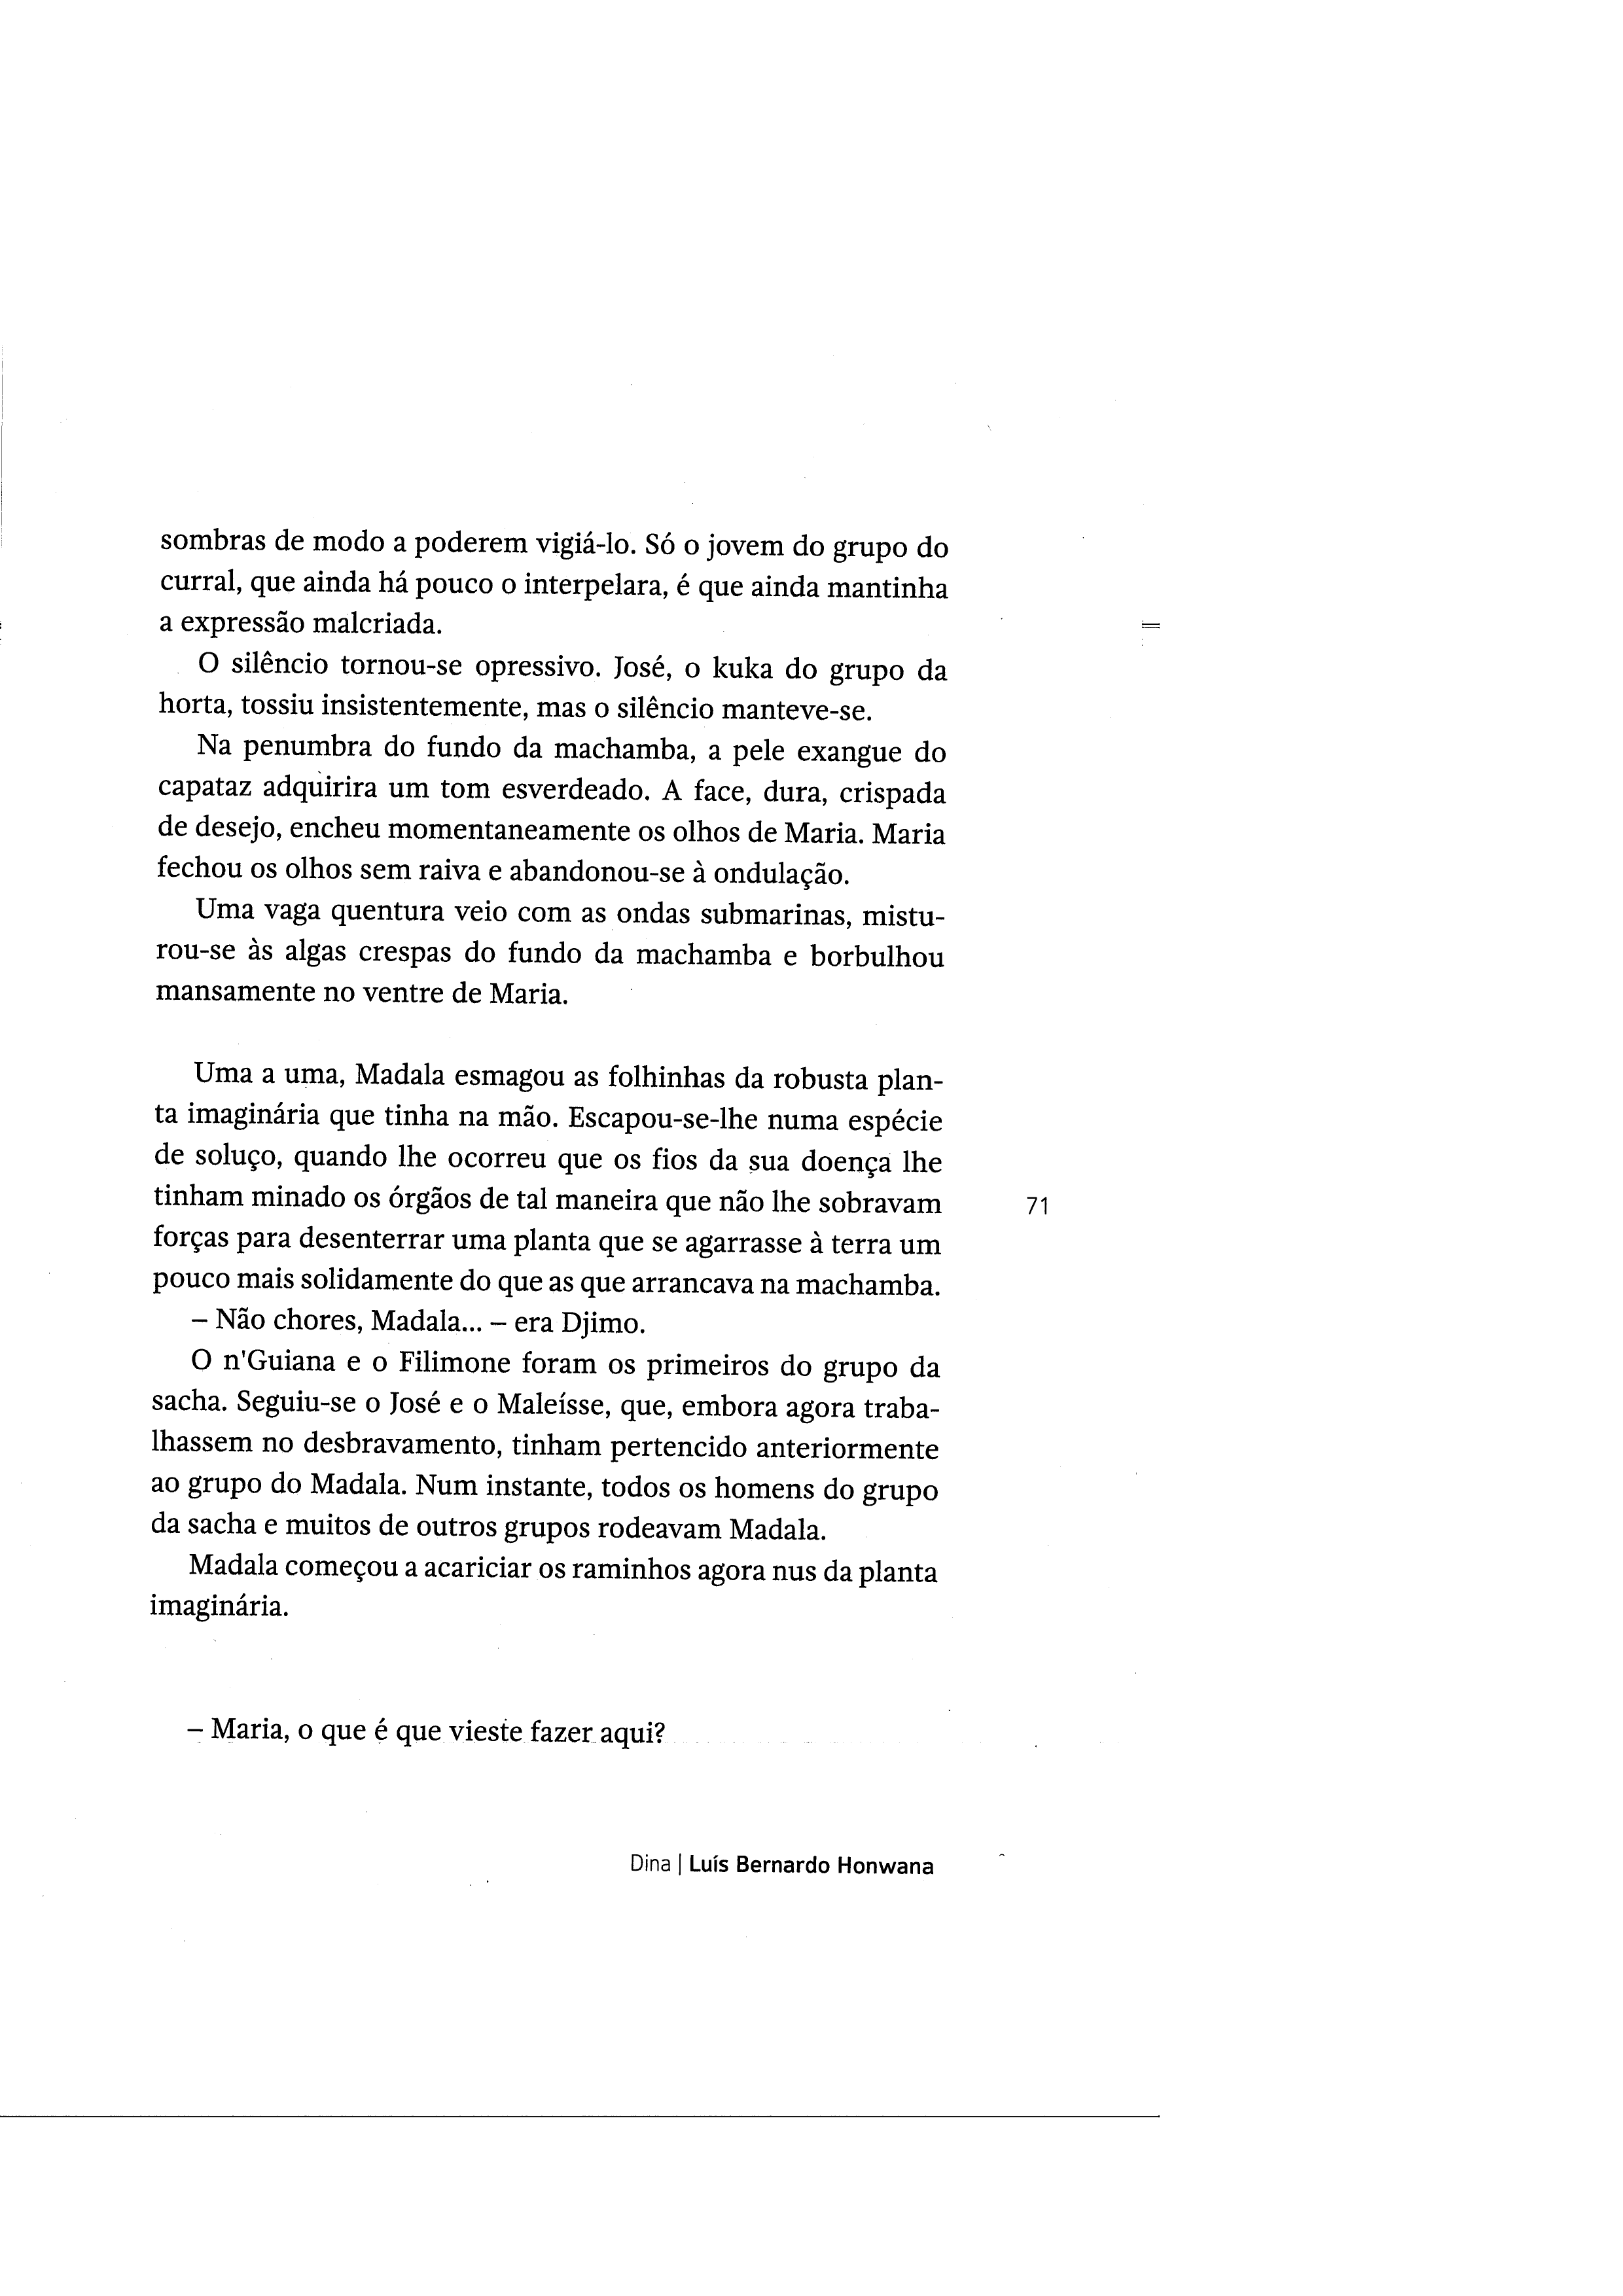 sombras de modo a poderem vigiá-lo. Só o jovem do grupo do
curral, que ainda há pouco o interpelara, é que ainda mantinha
a expressão malcriada.
O silêncio tornou-se opressivo. José, o kuka do grupo da
horta, tossiu insistentemente, mas o silêncio manteve-se.
Na penumbra do fundo da machamba, a pele exangue do
capataz adquirira um tom esverdeado. A face, dura, crispada
de desejo, encheu momentaneamente os olhos de Maria. Maria
fechou os olhos sem raiva e abandonou-se à ondulação.
Uma vaga quentura veio com as ondas submarinas, mistu-
rou-se às algas crespas do fundo da machamba e borbulhou
mansamente no ventre de Maria.
Uma a uma, Madala esmagou as folhinhas da robusta plan-
ta imaginária que tinha na mão. Escapou-se-lhe numa espécie
de soluço, quando lhe ocorreu que os fios da sua doença lhe
tinham minado os órgãos de tal maneira que não lhe sobravam
forças para desenterrar uma planta que se agarrasse à terra um
pouco mais solidamente do que as que arrancava na machamba.
– Não chores, Madala... – era Djimo.
O n'Guiana e o Filimone foram os primeiros do grupo da
sacha. Seguiu-se o José e o Maleísse, que, embora agora traba-
lhassem no desbravamento, tinham pertencido anteriormente
ao grupo do Madala. Num instante, todos os homens do grupo
da sacha e muitos de outros grupos rodeavam Madala.
Madala começou a acariciar os raminhos agora nus da planta
imaginária.
– Maria, o que é que vieste fazer aqui?
71
Dina | Luís Bernardo Honwana